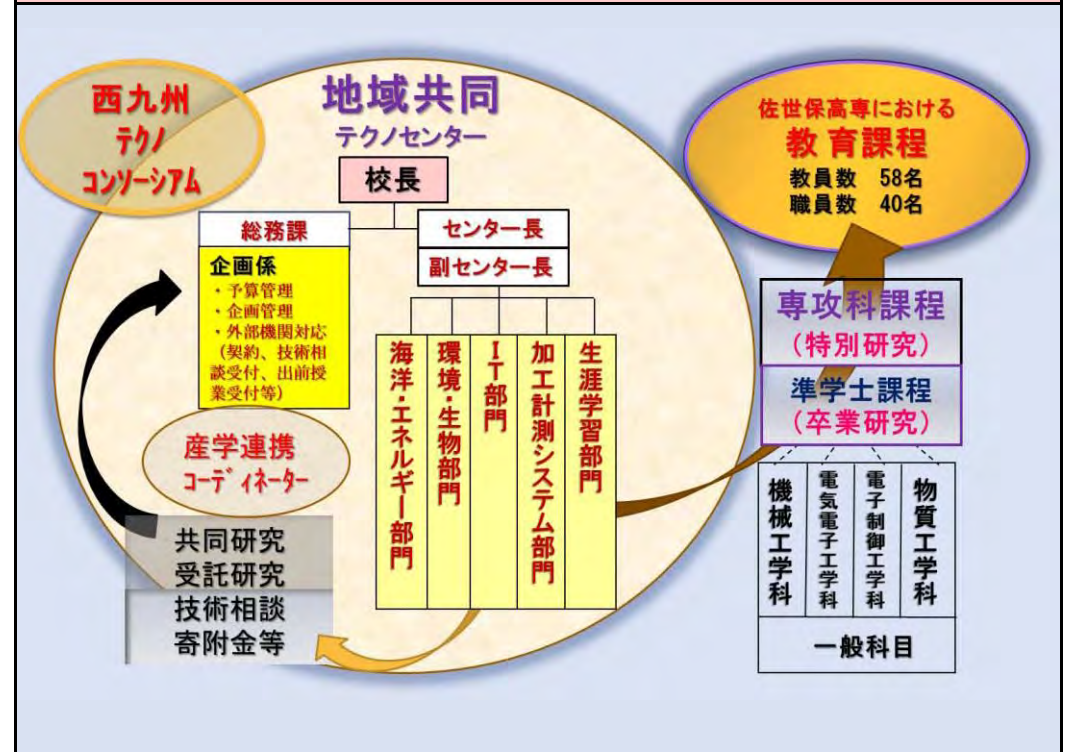 西九州
テクノ
コンソーシアム
地域共同
テクノセンター
校長
総務課
企画係
・予算管理
・企画管理
・外部機関対応
（契約、技術相
談受付、出前授
業受付等）
センター長
副センター長
海洋・エネルギー部門
環境・生物部門
IT部門
加工計測システム部門
生涯学習部門
産学連携
コーディネーター
共同研究
受託研究
技術相談
寄附金等
佐世保高専における
教育課程
教員数　58名
職員数　40名
専攻科課程
（特別研究）
準学士課程
（卒業研究）
機械工学科
電気電子工学科
電子制御工学科
物質工学科
一般科目